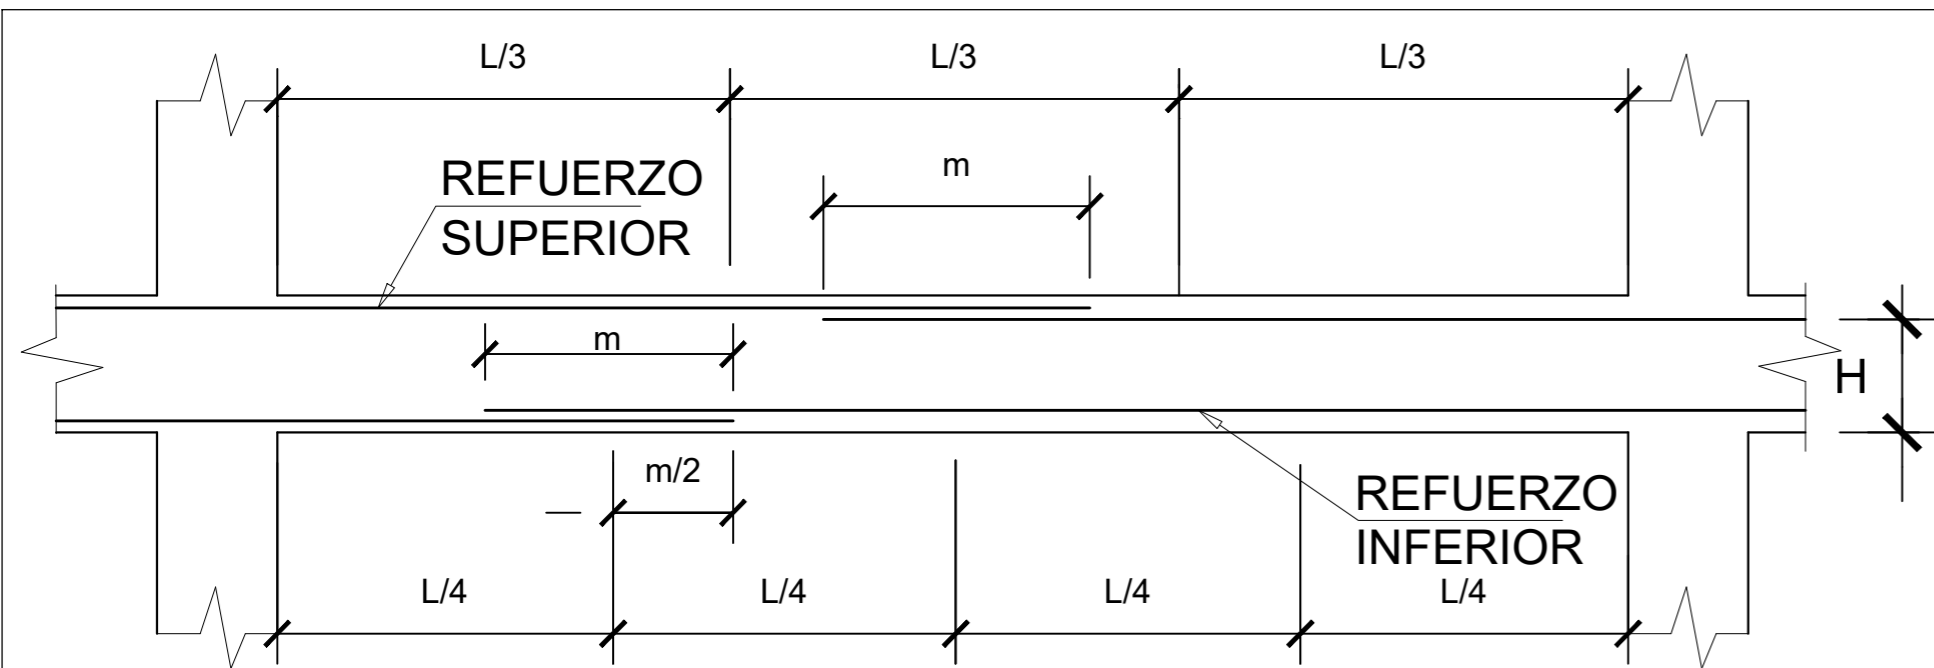 L/3
L/3
L/3
m
REFUERZO
SUPERIOR
m
H
m/2
REFUERZO
INFERIOR
L/4
L/4
L/4
L/4